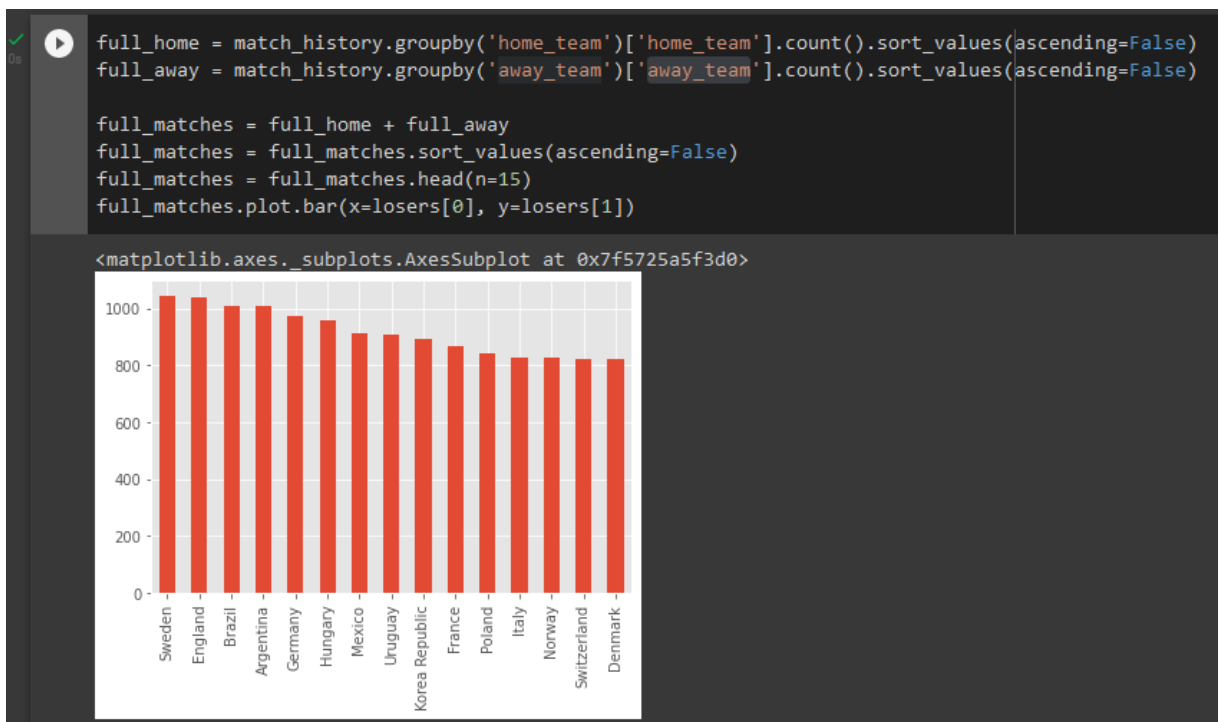 full_home = match_history.groupby('home_team')['home_team'].count().sort_values(ascending=False)
full_away = match_history.groupby('away_team')['away_team'].count().sort_values(ascending=False)
full_matches = full_home + full_away
full_matches = full_matches.sort_values(ascending=False)
full_matches = full_matches.head(n=15)
full_matches.plot.bar(x=losers[0], y=losers[1])
0s
<matplotlib.axes._subplots.AxesSubplot at 0x7f5725a5f3d0>
1000
800
600
400
200
0
Sweden
England
Brazil
Argentina
Germany
Hungary
Mexico
Uruguay
Korea Republic
France
Poland
Italy
Norway
Switzerland
Denmark